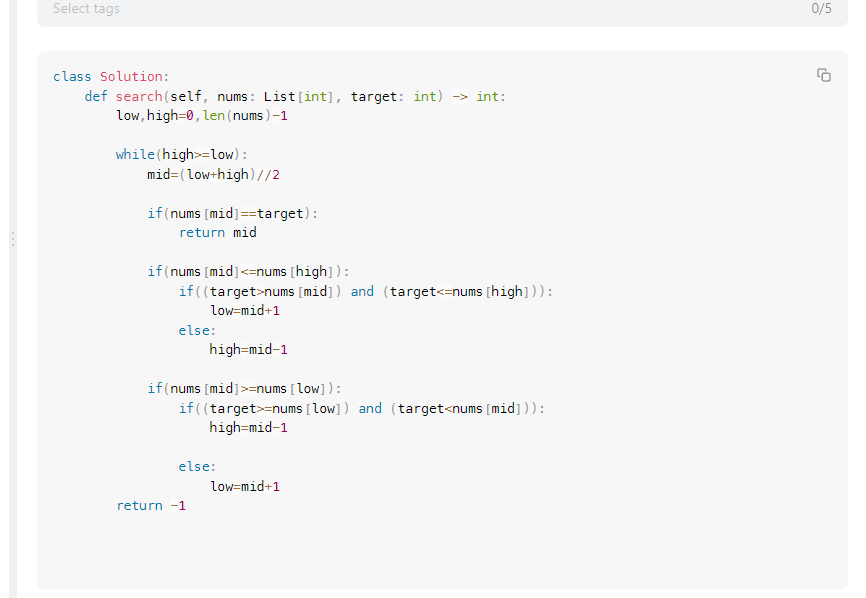 Select tags
0/5
class Solution:
    def search(self, nums: List[int], target: int) -> int:
        low,high=0,len(nums)-1

        while(high>=low):
            mid=(low+high)//2

            if(nums[mid]==target):
                return mid

            if(nums[mid]<=nums[high]):
                if((target>nums[mid]) and (target<=nums[high])):
                    low=mid+1
                else:
                    high=mid-1

            if(nums[mid]>=nums[low]):
                if((target>=nums[low]) and (target<nums[mid])):
                    high=mid-1

                else:
                    low=mid+1
        return -1